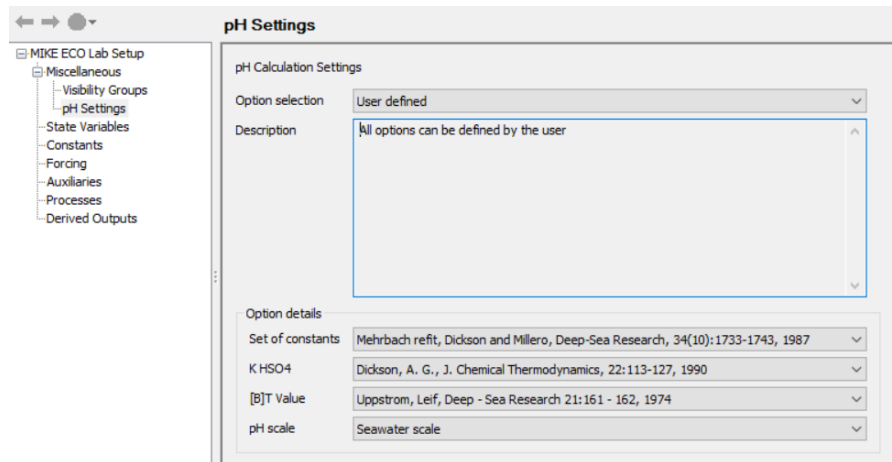 pH Settings
MIKE ECO Lab Setup
Miscellaneous
Visibility Groups
pH Settings
State Variables
Constants
Forcing
Auxiliaries
Processes
Derived Outputs
pH Calculation Settings
Option selection User defined
Description All options can be defined by the user
Option details
Set of constants Mehrbach refit, Dickson and Millero, Deep-Sea Research, 34(10):1733-1743, 1987
K HSO4 Dickson, A. G., J. Chemical Thermodynamics, 22:113-127, 1990
[B]T Value Uppstrom, Leif, Deep - Sea Research 21:161 - 162, 1974
pH scale Seawater scale